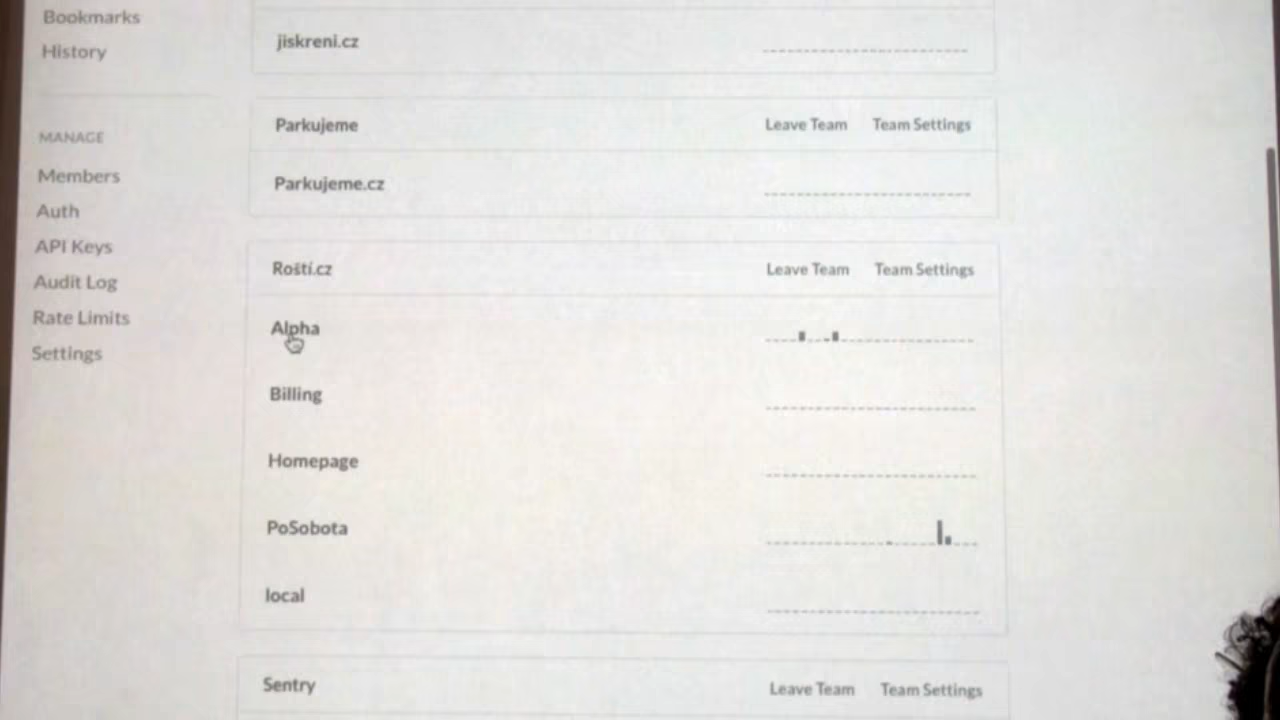 Bookmarks
History
MANAGE
Members
Auth
API Keys
Audit Log
Rate Limits
Settings
jiskreni.cz
Parkujeme Leave Team Team Settings
Parkujeme.cz
Roští.cz Leave Team Team Settings
Alpha
Billing
Homepage
PoSobota
local
Sentry Leave Team Team Settings